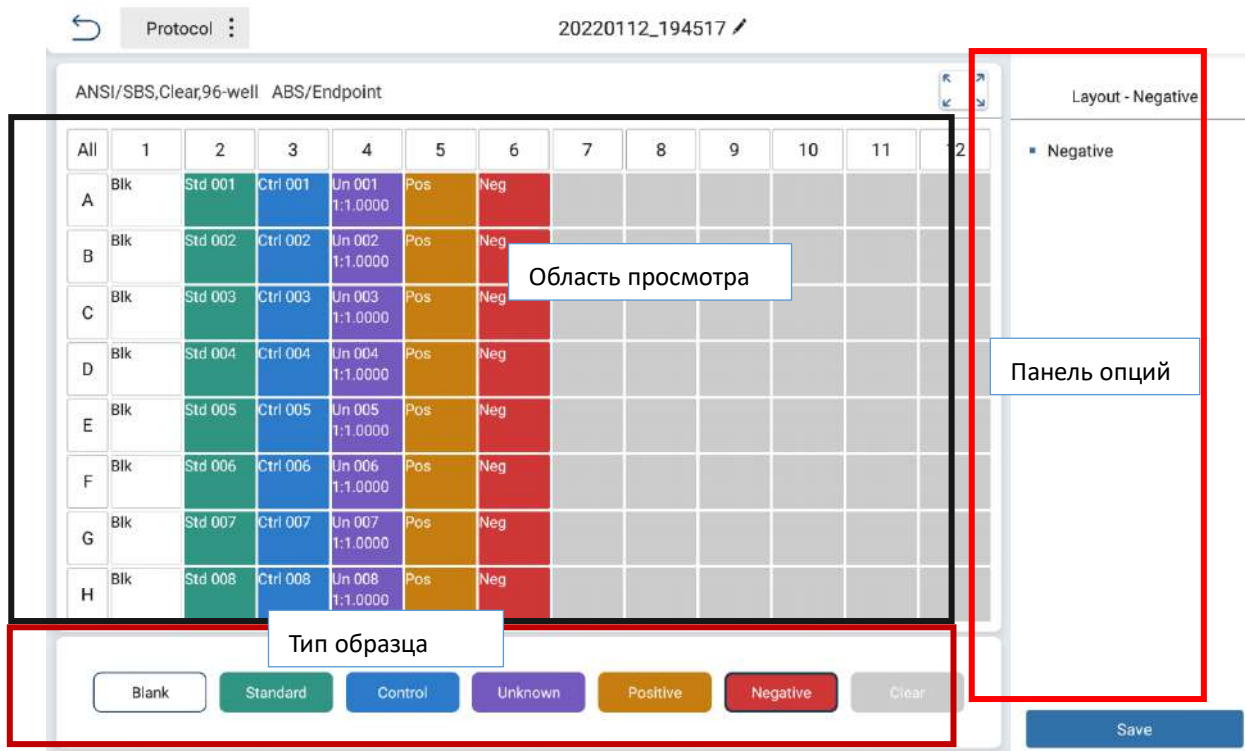 Protocol
20220112_194517
ANSI/SBS,Clear,96-well ABS/Endpoint
Layout - Negative
All 1 2 3 4 5 6 7 8 9 10 11 12
Negative
A Blk Std 001 Ctrl 001 Un 001 Pos Neg
1:1.0000
B Blk Std 002 Ctrl 002 Un 002 Pos Neg
1:1.0000
Область просмотра
C Blk Std 003 Ctrl 003 Un 003 Pos Neg
1:1.0000
D Blk Std 004 Ctrl 004 Un 004 Pos Neg
1:1.0000
Панель опций
E Blk Std 005 Ctrl 005 Un 005 Pos Neg
1:1.0000
F Blk Std 006 Ctrl 006 Un 006 Pos Neg
1:1.0000
G Blk Std 007 Ctrl 007 Un 007 Pos Neg
1:1.0000
H Blk Std 008 Ctrl 008 Un 008 Pos Neg
1:1.0000
Тип образца
Blank Standard Control Unknown Positive Negative Clear
Save